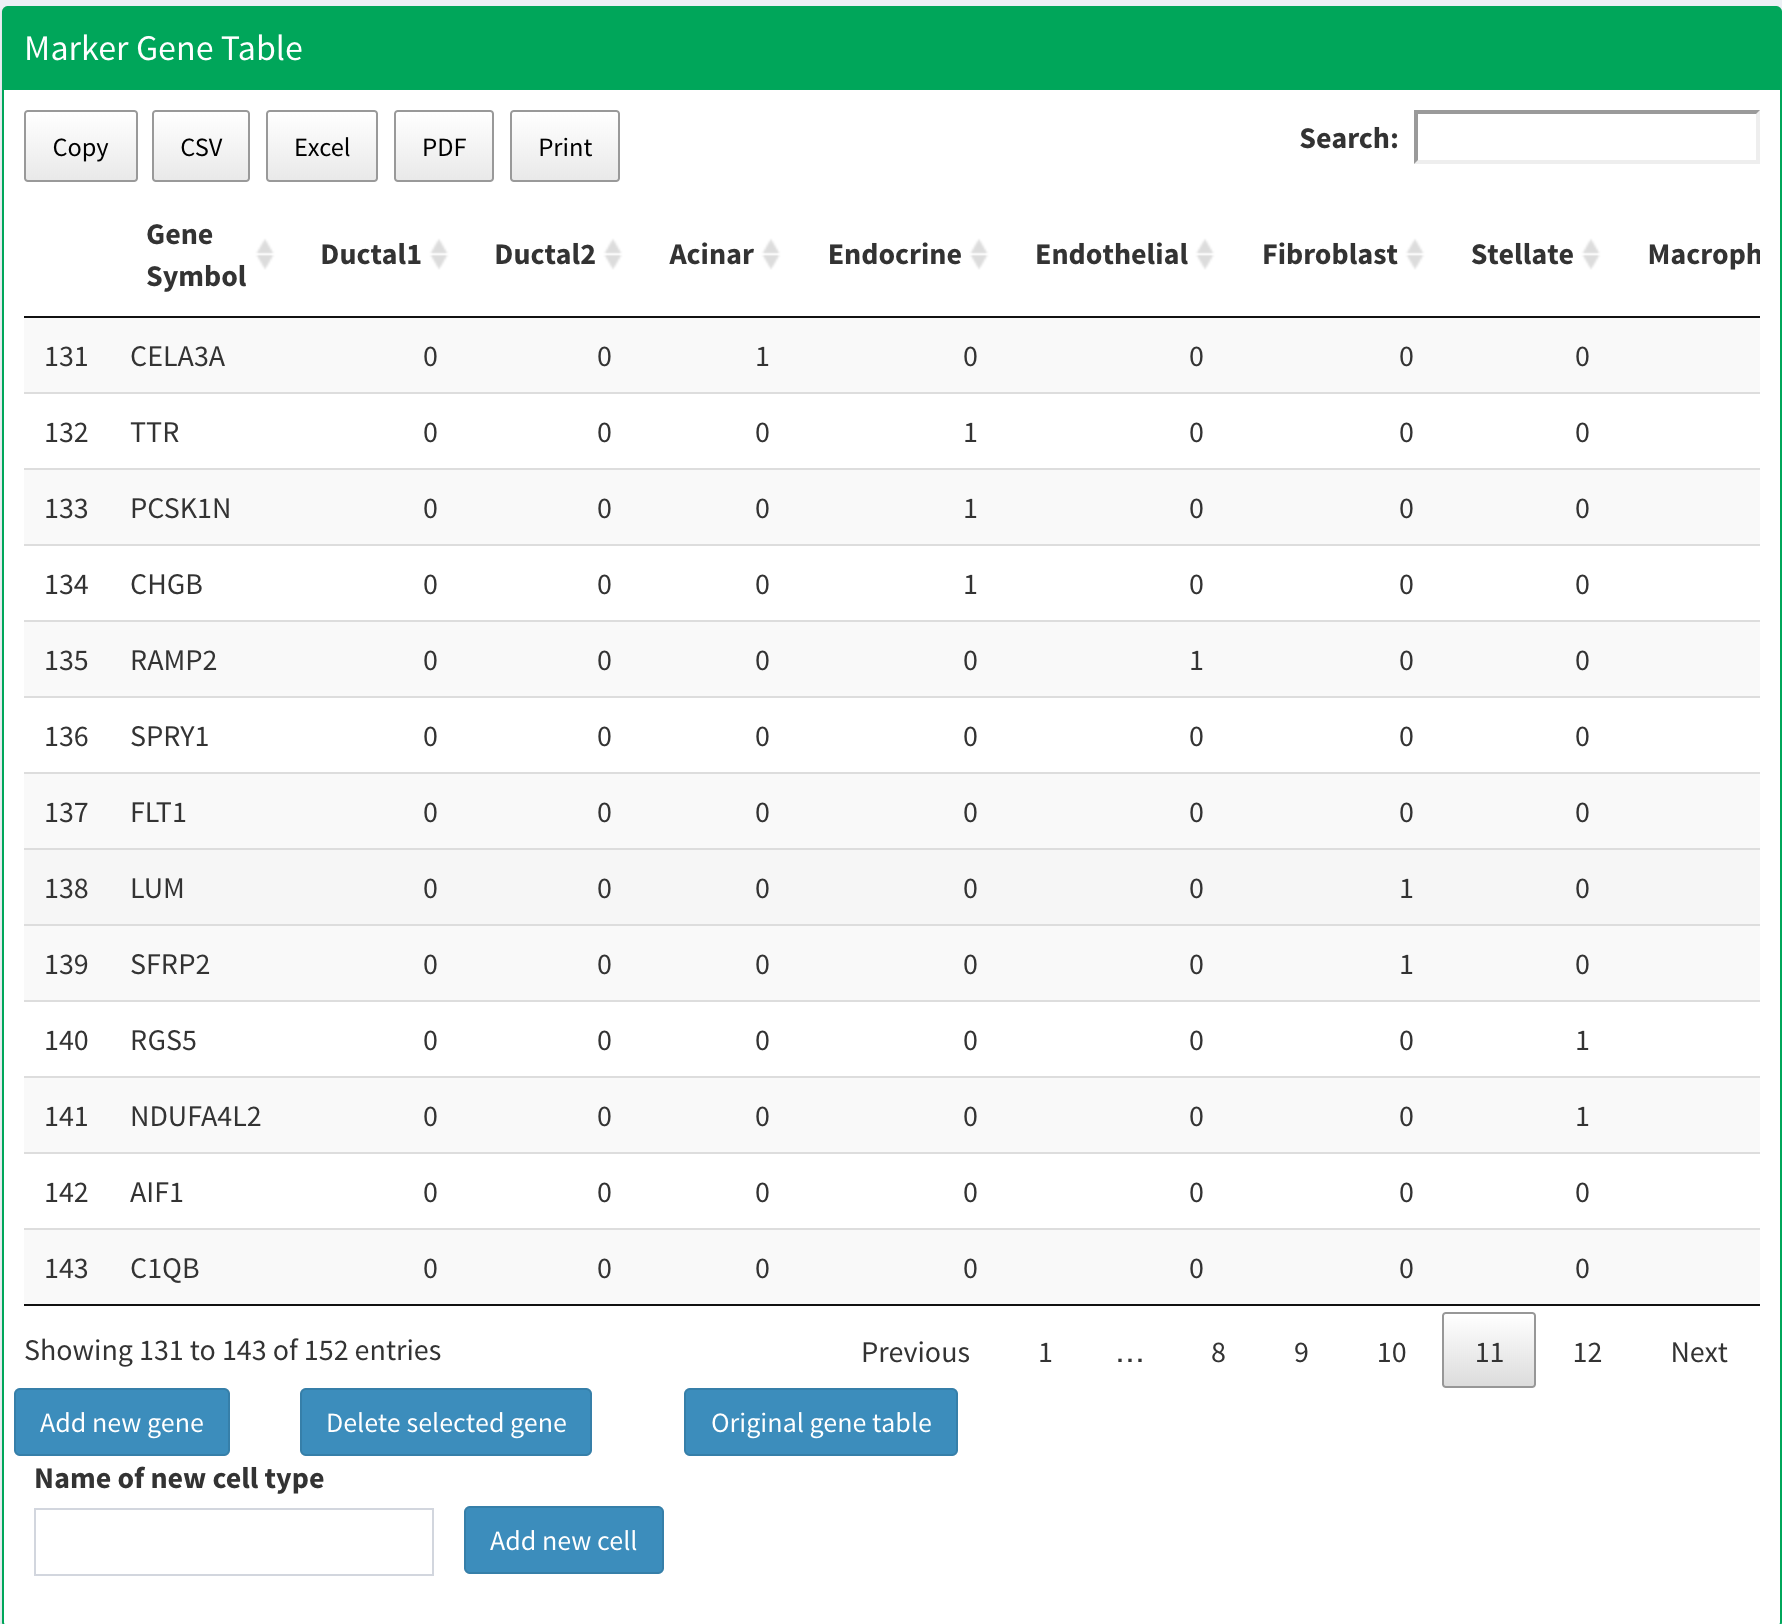 Marker Gene Table
Copy CSV Excel PDF Print Search:
Gene Symbol Ductal1 Ductal2 Acinar Endocrine Endothelial Fibroblast Stellate Macroph
131 CELA3A 0 0 1 0 0 0 0
132 TTR 0 0 0 1 0 0 0
133 PCSK1N 0 0 0 1 0 0 0
134 CHGB 0 0 0 1 0 0 0
135 RAMP2 0 0 0 0 1 0 0
136 SPRY1 0 0 0 0 0 0 0
137 FLT1 0 0 0 0 0 0 0
138 LUM 0 0 0 0 0 1 0
139 SFRP2 0 0 0 0 0 1 0
140 RGS5 0 0 0 0 0 0 1
141 NDUFA4L2 0 0 0 0 0 0 1
142 AIF1 0 0 0 0 0 0 0
143 C1QB 0 0 0 0 0 0 0
Showing 131 to 143 of 152 entries Previous 1 … 8 9 10 11 12 Next
Add new gene Delete selected gene Original gene table
Name of new cell type
Add new cell